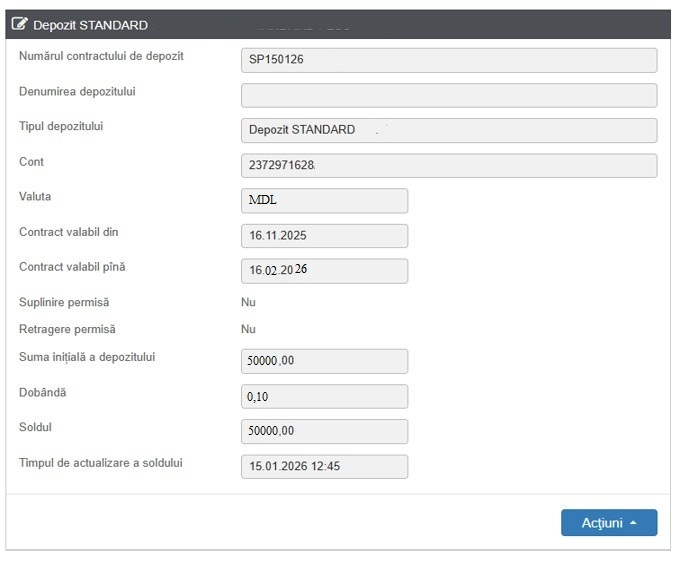 Depozit STANDARD
Numărul contractului de depozit SP150126
Denumirea depozitului
Tipul depozitului Depozit STANDARD
Cont 2372971628
Valuta MDL
Contract valabil din 16.11.2025
Contract valabil pînă 16.02.2026
Suplinire permisă Nu
Retragere permisă Nu
Suma inițială a depozitului 50000,00
Dobândă 0,10
Soldul 50000,00
Timpul de actualizare a soldului 15.01.2026 12:45
Acţiuni